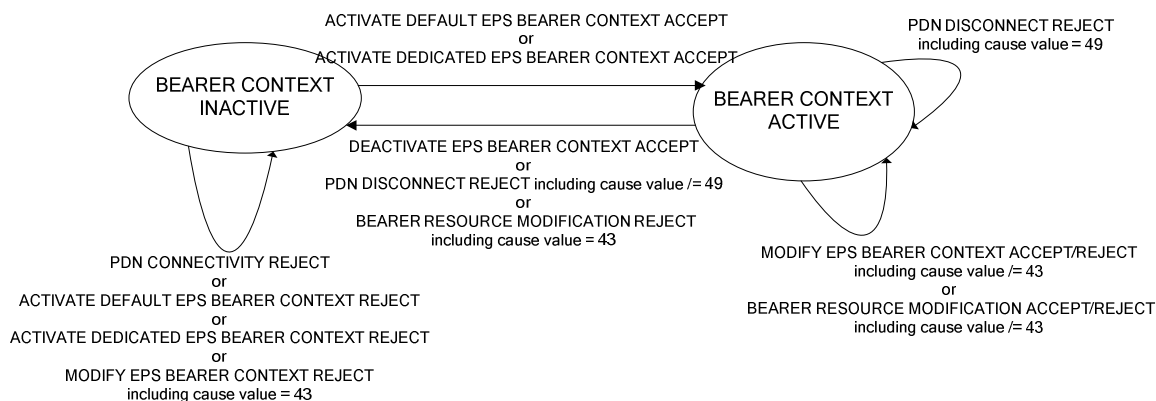 ACTIVATE DEFAULT EPS BEARER CONTEXT ACCEPT
or
ACTIVATE DEDICATED EPS BEARER CONTEXT ACCEPT
PDN DISCONNECT REJECT
including cause value = 49
BEARER CONTEXT
INACTIVE
BEARER CONTEXT
ACTIVE
DEACTIVATE EPS BEARER CONTEXT ACCEPT
or
PDN DISCONNECT REJECT including cause value /= 49
or
BEARER RESOURCE MODIFICATION REJECT
including cause value = 43
PDN CONNECTIVITY REJECT
or
ACTIVATE DEFAULT EPS BEARER CONTEXT REJECT
or
ACTIVATE DEDICATED EPS BEARER CONTEXT REJECT
or
MODIFY EPS BEARER CONTEXT REJECT
including cause value = 43
MODIFY EPS BEARER CONTEXT ACCEPT/REJECT
including cause value /= 43
or
BEARER RESOURCE MODIFICATION ACCEPT/REJECT
including cause value /= 43